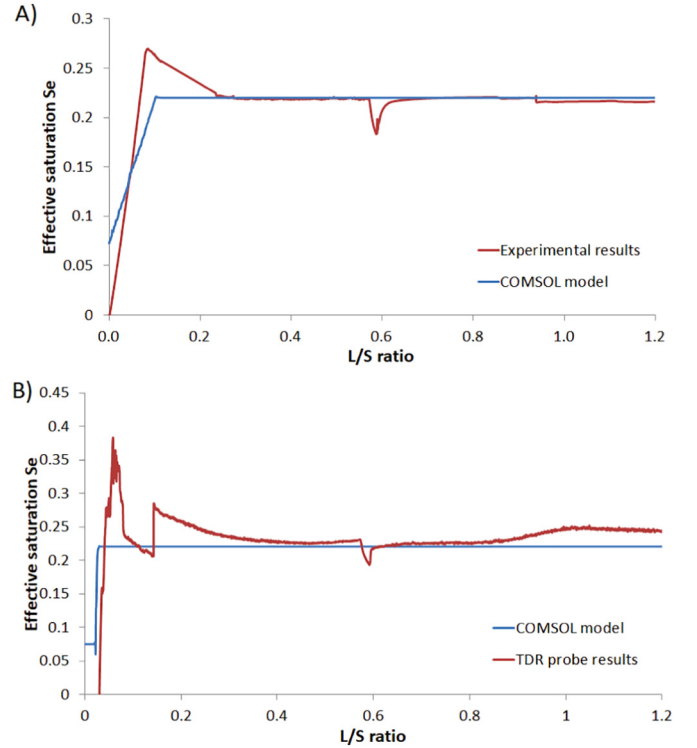 A)
Effective saturation Se
0.3
0.25
0.2
0.15
0.1
0.05
0
Experimental results
COMSOL model
0.0 0.2 0.4 0.6 0.8 1.0 1.2
L/S ratio
B)
Effective saturation Se
0.45
0.4
0.35
0.3
0.25
0.2
0.15
0.1
0.05
0
COMSOL model
TDR probe results
0 0.2 0.4 0.6 0.8 1 1.2
L/S ratio